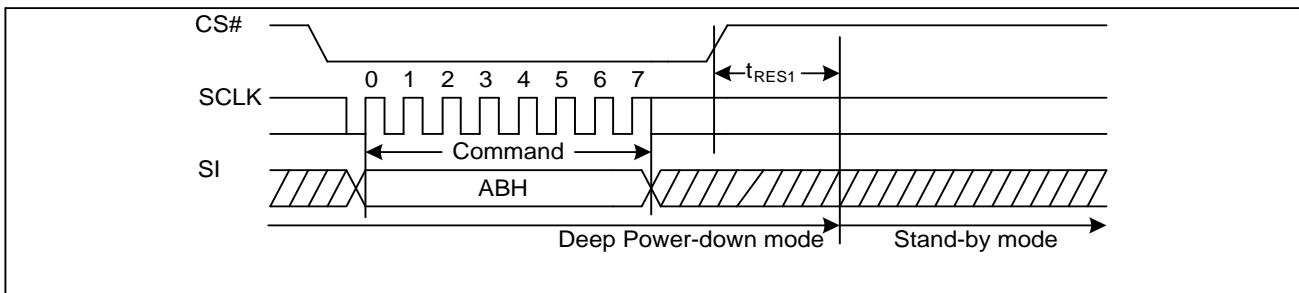 CS#
tRES1
0 1 2 3 4 5 6 7
SCLK
Command
SI
ABH
Deep Power-down mode Stand-by mode